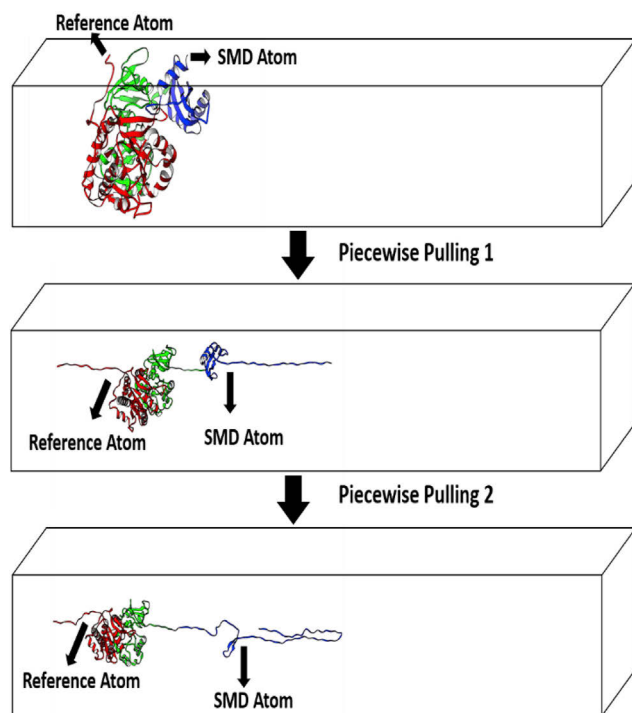 Reference Atom
SMD Atom
Piecewise Pulling 1
Reference Atom
SMD Atom
Piecewise Pulling 2
Reference Atom
SMD Atom